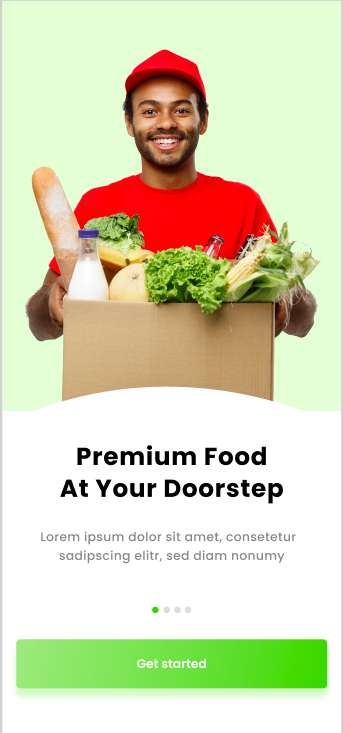 Premium Food
At Your Doorstep
Lorem ipsum dolor sit amet, consetetur
sadipscing elitr, sed diam nonumy
Get started